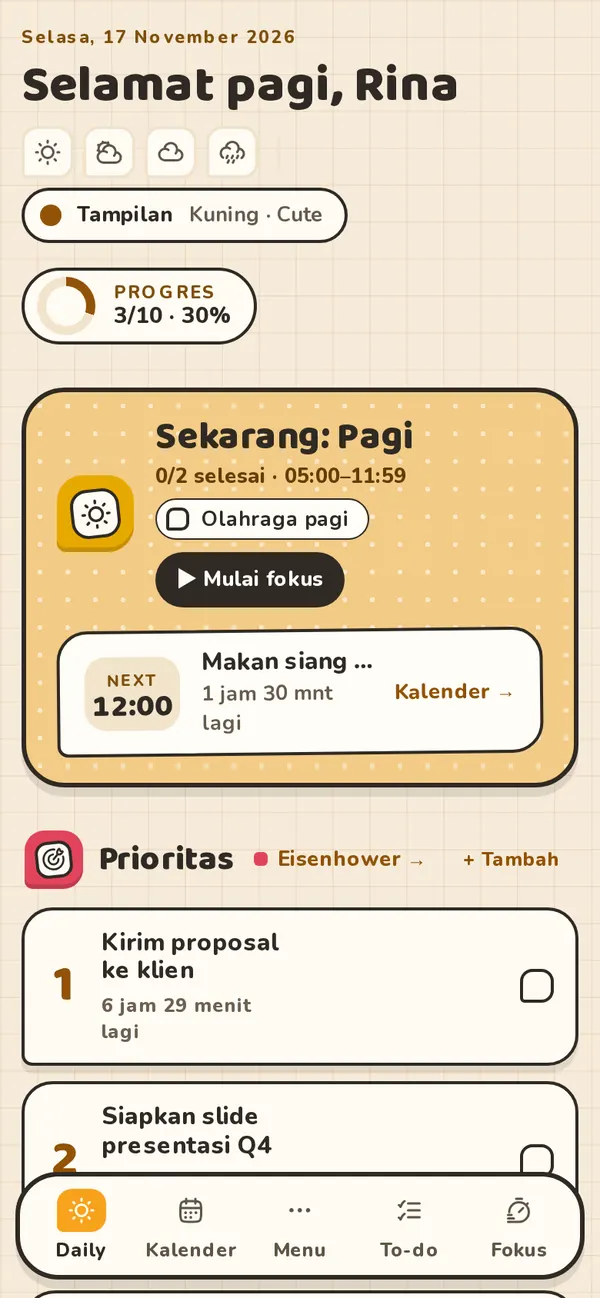 Selasa, 17 November 2026
Selamat pagi, Rina
Tampilan Kuning · Cute
PROGRES
3/10 · 30%
Sekarang: Pagi
0/2 selesai · 05:00–11:59
Olahraga pagi
▶ Mulai fokus
NEXT
12:00
Makan siang ...
1 jam 30 mnt
lagi
Kalender →
Prioritas
Eisenhower →
+ Tambah
1
Kirim proposal
ke klien
6 jam 29 menit
lagi
2
Siapkan slide
presentasi Q4
Daily
Kalender
Menu
To-do
Fokus